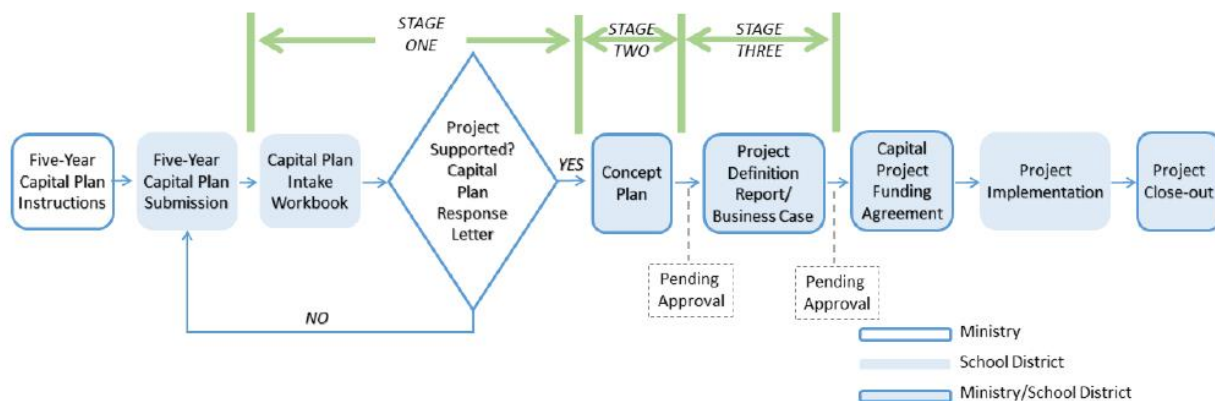 STAGE
ONE
STAGE
TWO
STAGE
THREE
Five-Year
Capital Plan
Instructions
Five-Year
Capital Plan
Submission
Capital Plan
Intake
Workbook
Project
Supported?
Capital
Plan
Response
Letter
YES
Concept
Plan
Project
Definition
Report/
Business Case
Capital
Project
Funding
Agreement
Project
Implementation
Project
Close-out
Pending
Approval
Pending
Approval
NO
Ministry
School District
Ministry/School District